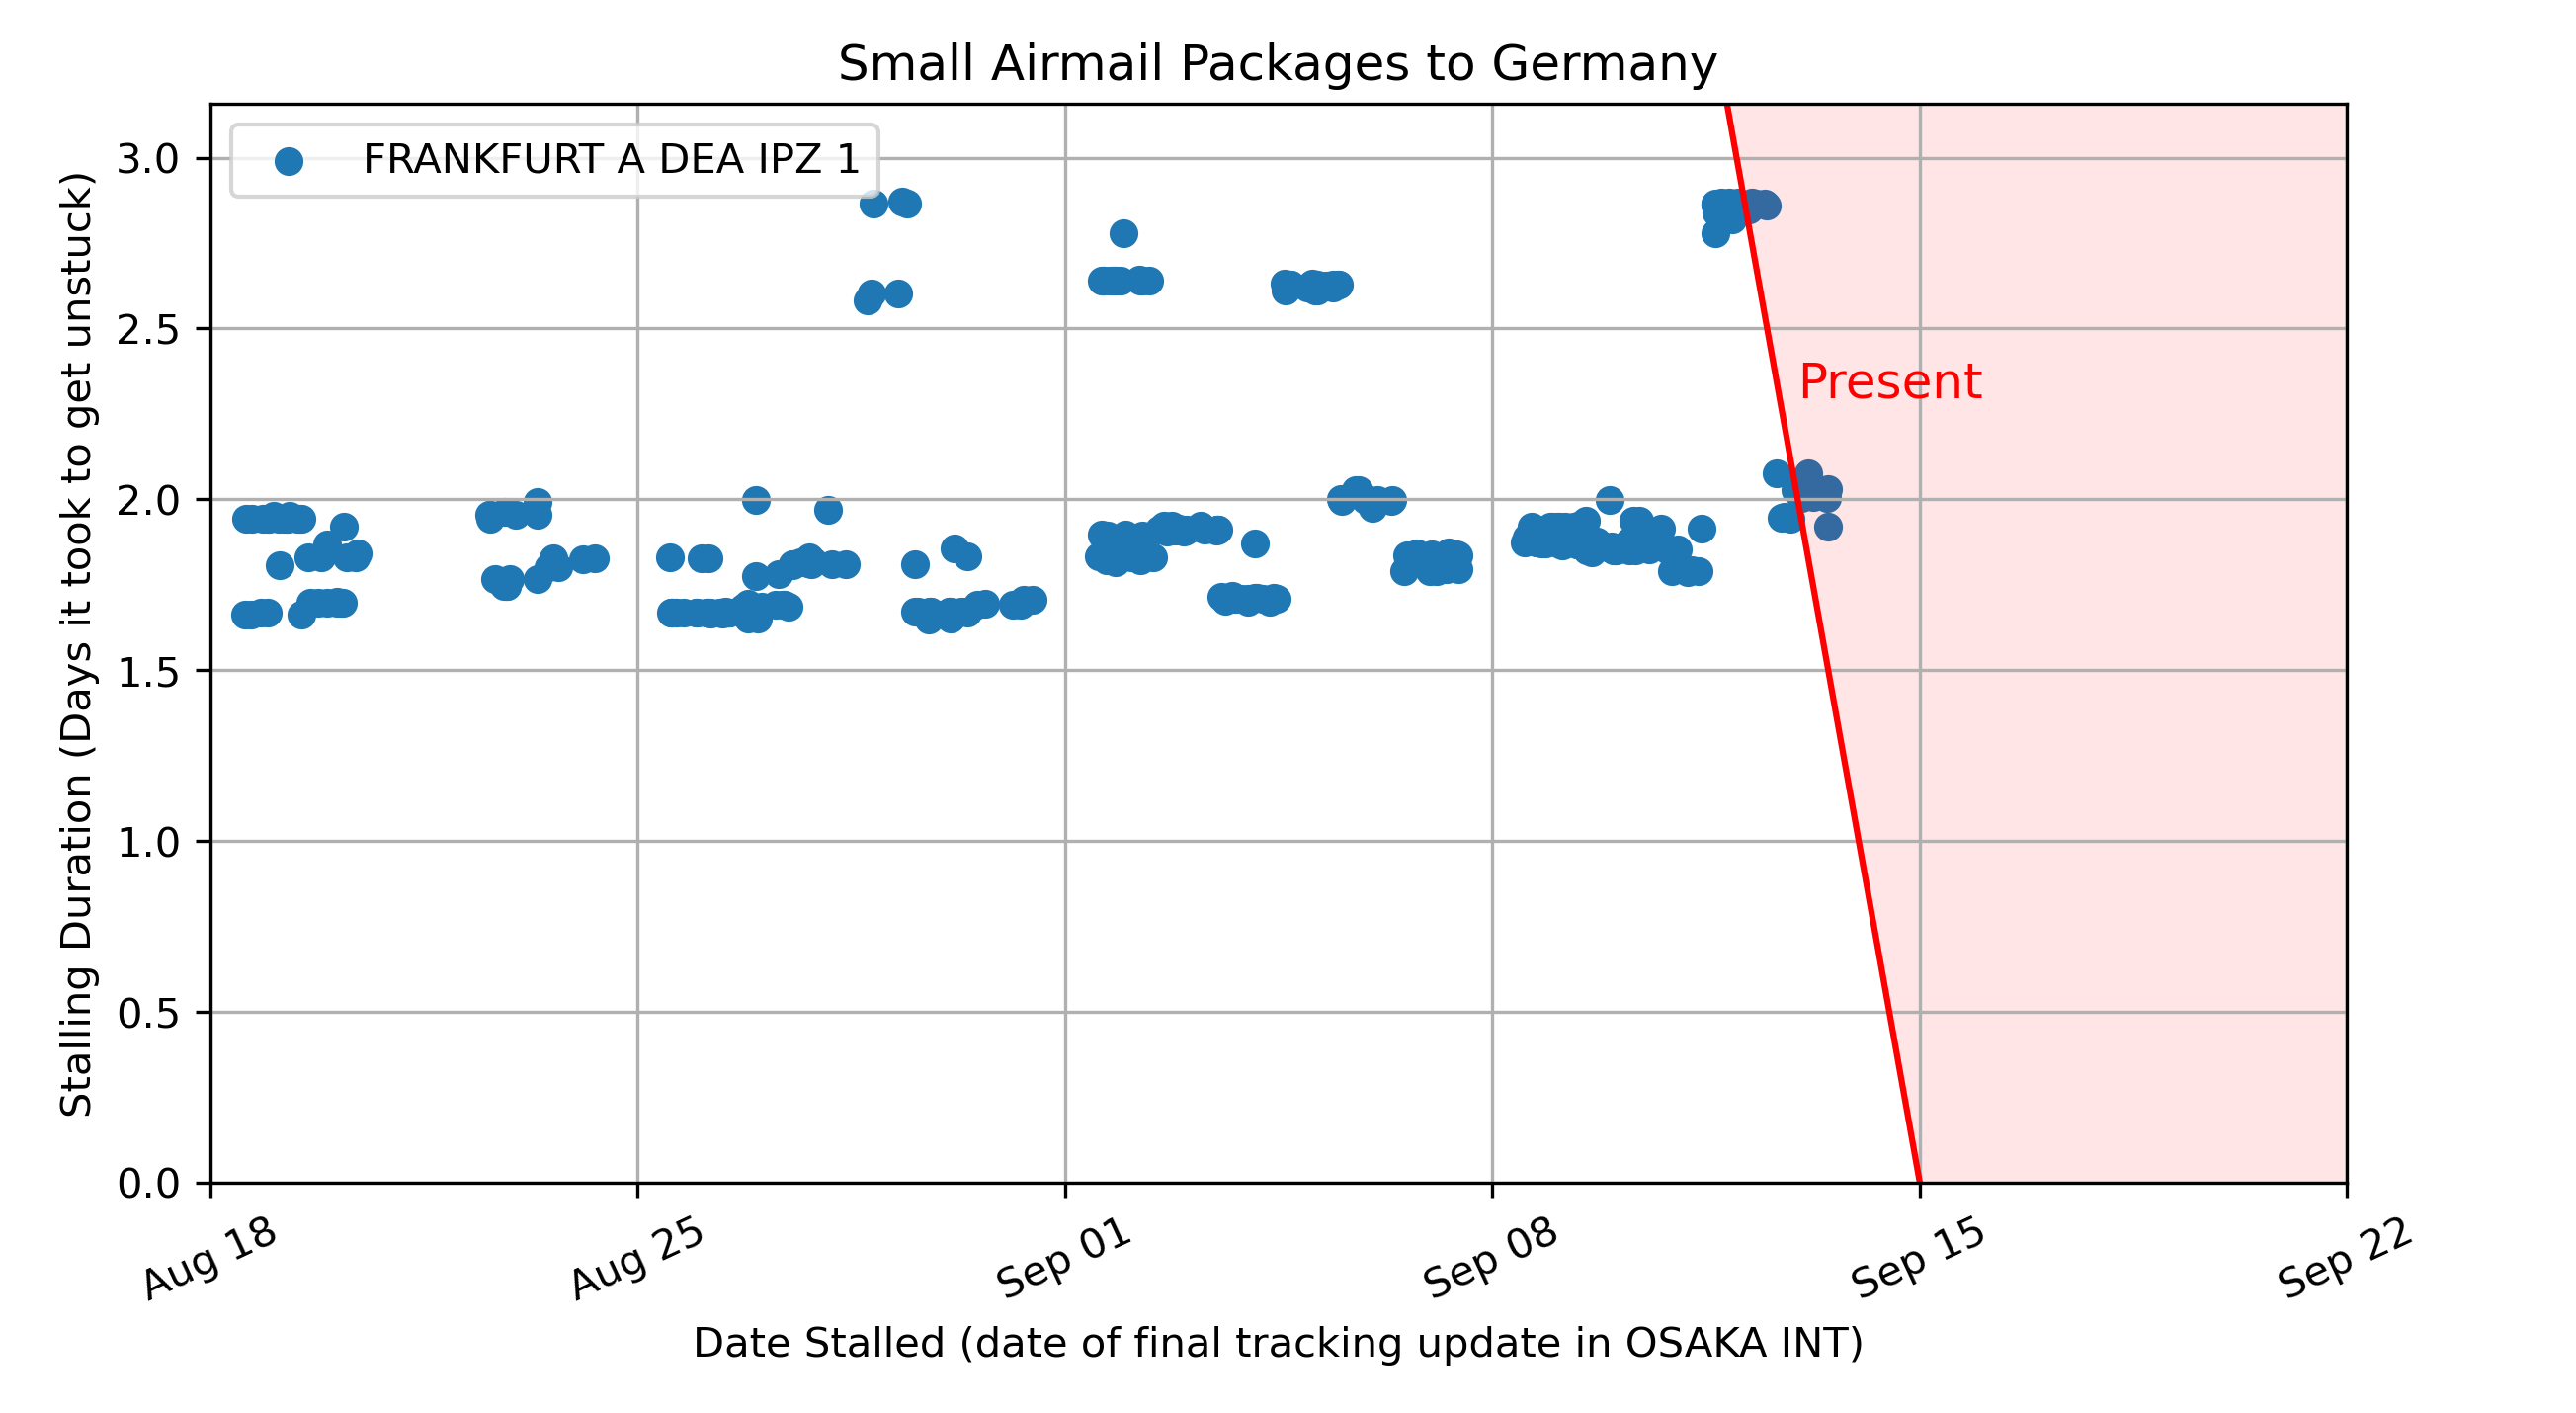 Small Airmail Packages to Germany
FRANKFURT A DEA IPZ 1
Stalling Duration (Days it took to get unstuck)
3.0
2.5
2.0
1.5
1.0
0.5
0.0
Present
Aug 18
Aug 25
Sep 01
Sep 08
Sep 15
Sep 22
Date Stalled (date of final tracking update in OSAKA INT)